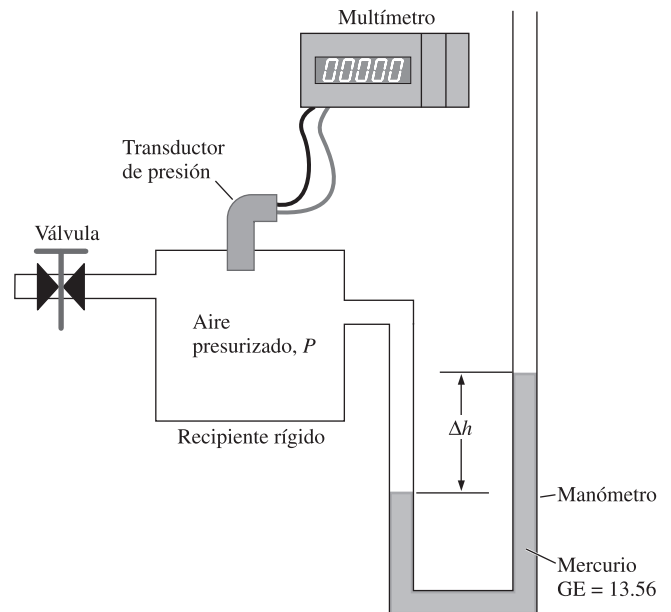 Multímetro
00000
Transductor
de presión
Válvula
Aire
presurizado, P
Δh
Recipiente rígido
Manómetro
Mercurio
GE = 13.56